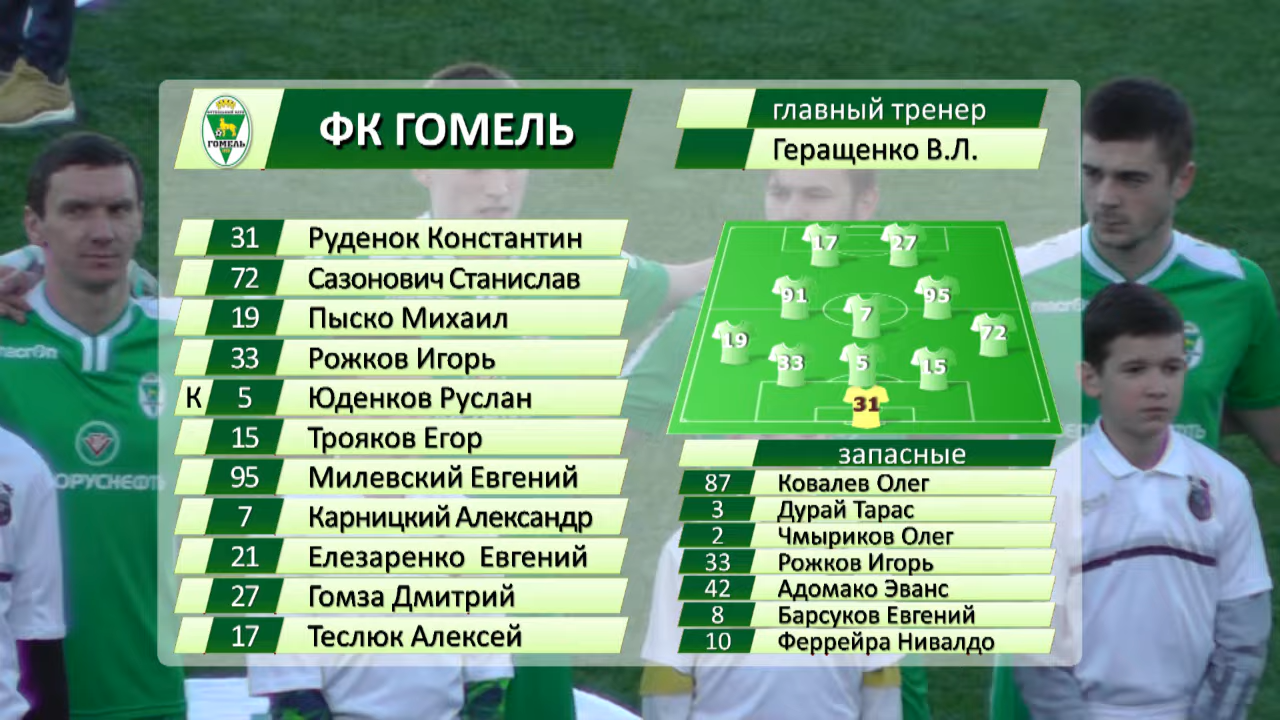 ФК ГОМЕЛЬ
ГОМЕЛЬ
31 Руденок Константин
72 Сазонович Станислав
19 Пыско Михаил
33 Рожков Игорь
К 5 Юденков Руслан
15 Трояков Егор
95 Милевский Евгений
7 Карницкий Александр
21 Елезаренко Евгений
27 Гомза Дмитрий
17 Теслюк Алексей
главный тренер
Геращенко В.Л.
17 27
91 95
7
19 72
33 5 15
31
запасные
87 Ковалев Олег
3 Дурай Тарас
2 Чмыриков Олег
33 Рожков Игорь
42 Адомако Эванс
8 Барсуков Евгений
10 Феррейра Нивалдо
macron
ОРУСНЕФТЬ